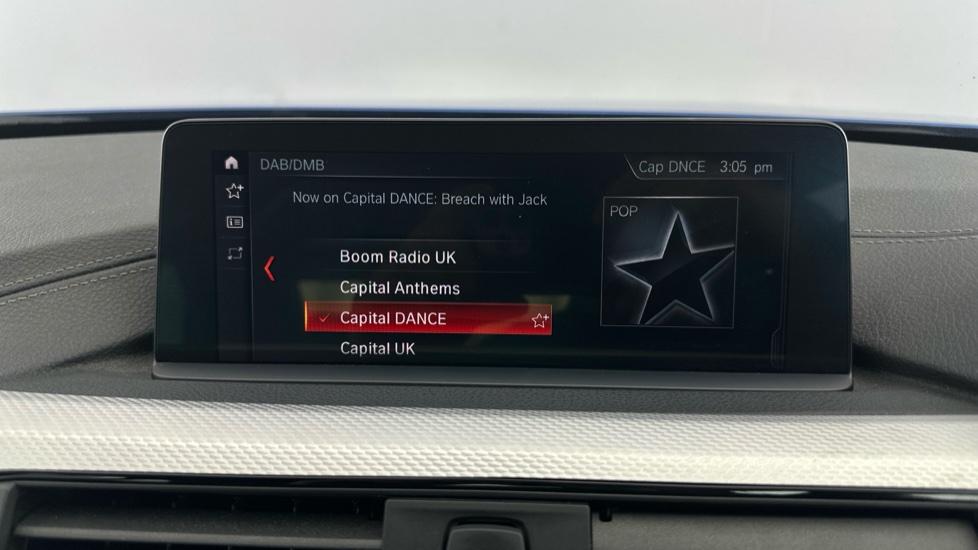 DAB/DMB
Cap DNCE 3:05 pm
Now on Capital DANCE: Breach with Jack
POP
Boom Radio UK
Capital Anthems
Capital DANCE
Capital UK